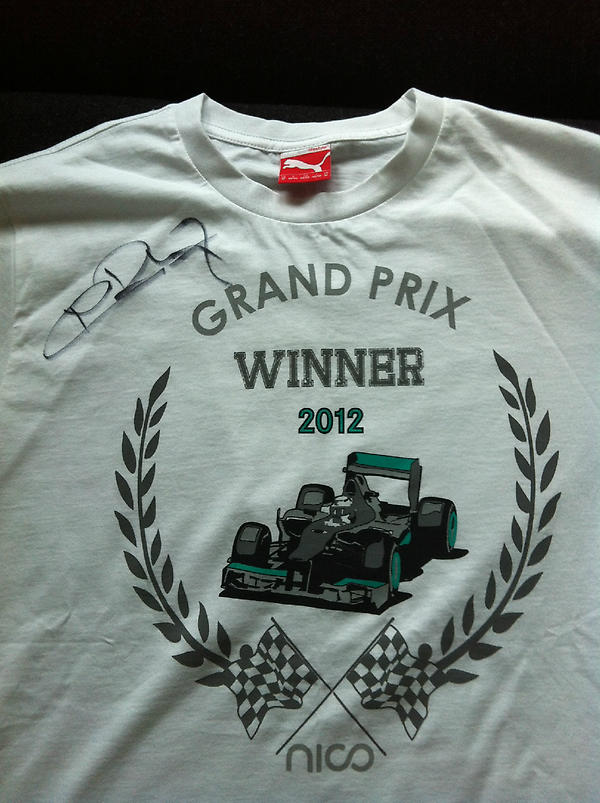 GRAND PRIX
WINNER
2012
nico